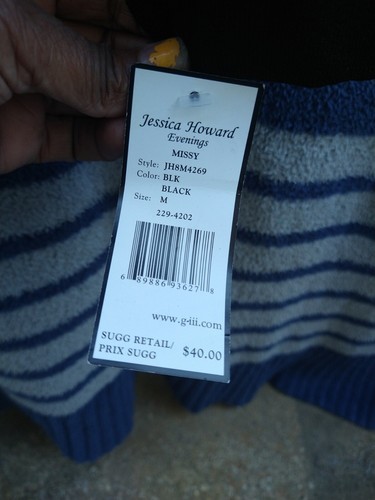 Jessica Howard
Evenings
MISSY
Style: JH8M4269
Color: BLK
BLACK
Size: M
229-4202
6 89886 93627 8
www.g-iii.com
SUGG RETAIL/
PRIX SUGG $40.00